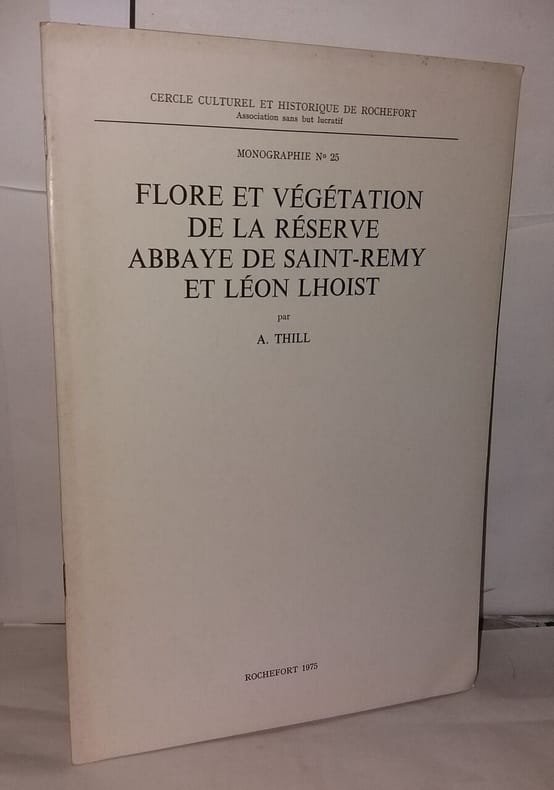 CERCLE CULTUREL ET HISTORIQUE DE ROCHEFORT
Association sans but lucratif
MONOGRAPHIE Nº 25
FLORE ET VÉGÉTATION
DE LA RÉSERVE
ABBAYE DE SAINT-REMY
ET LÉON LHOIST
par
A. THILL
ROCHEFORT 1975